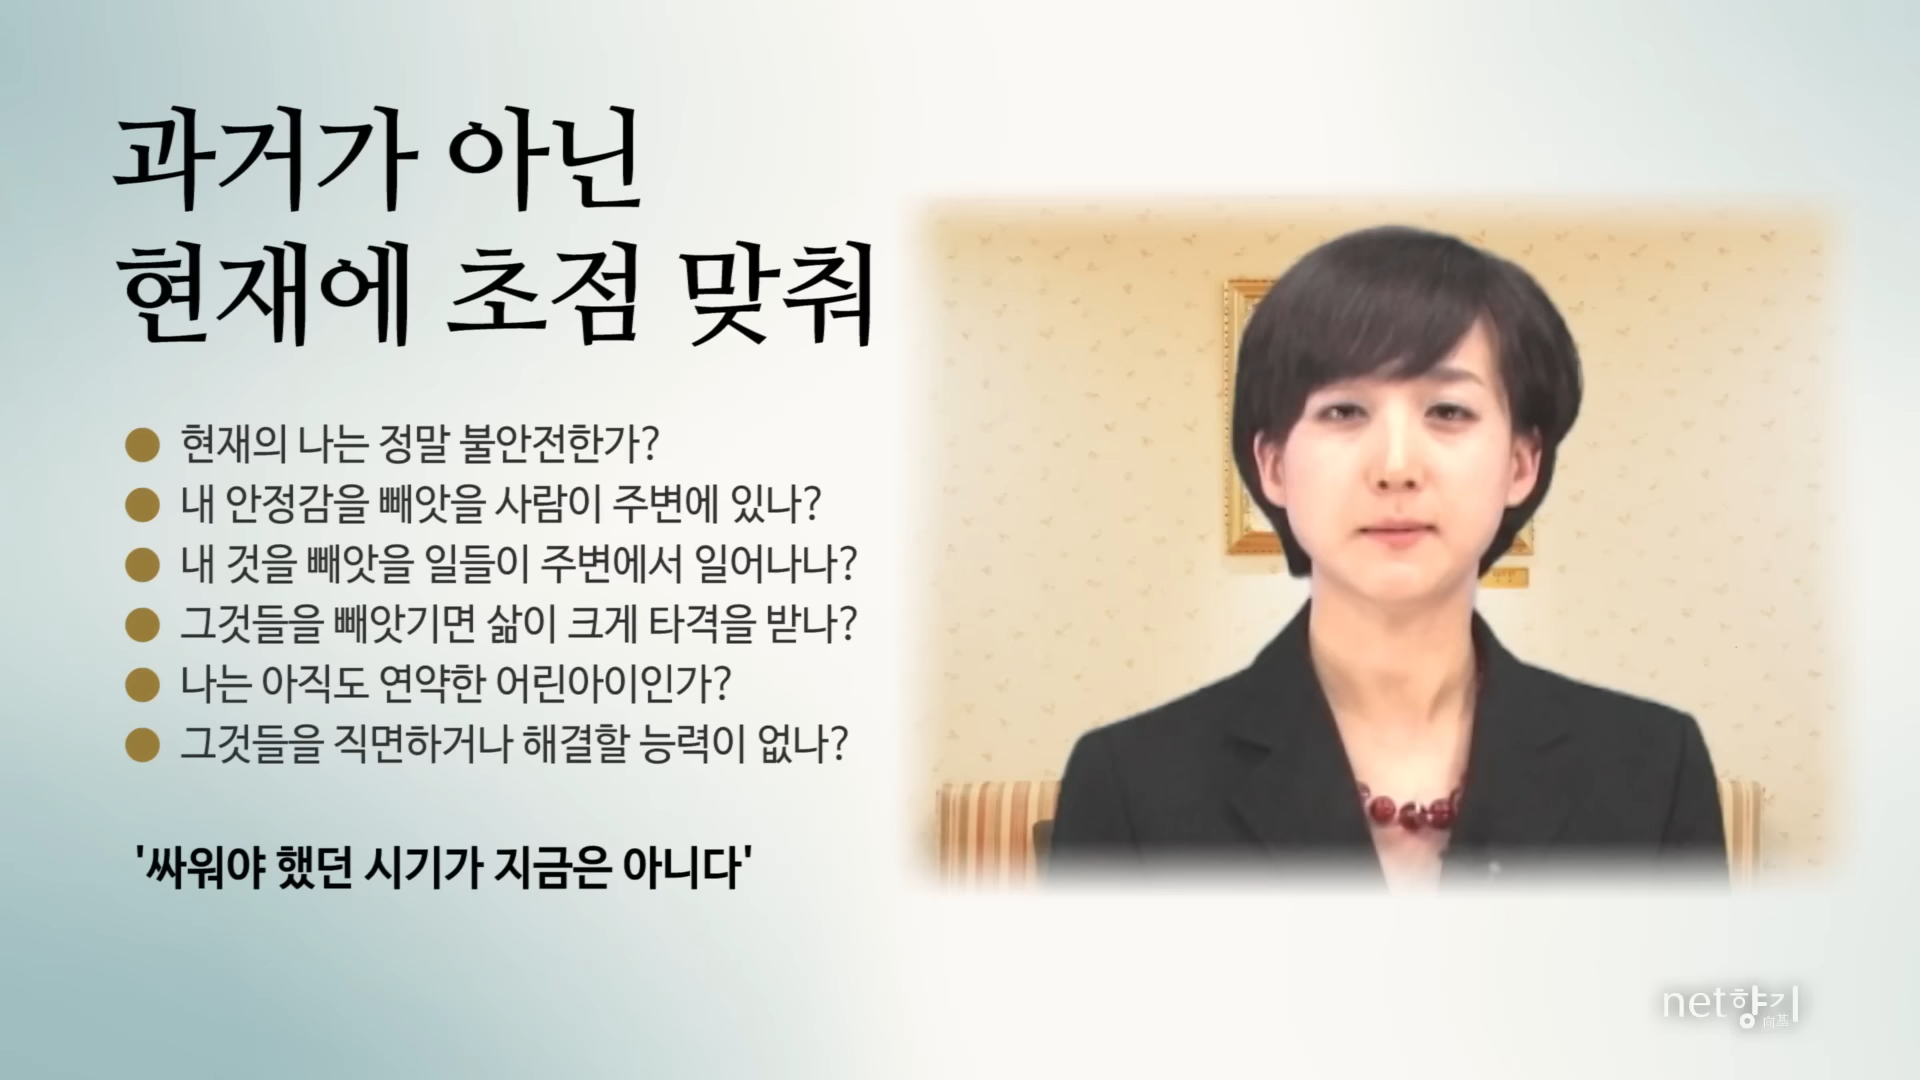 과거가 아닌
현재에 초점 맞춰
현재의 나는 정말 불안전한가?
내 안정감을 빼앗을 사람이 주변에 있나?
내 것을 빼앗을 일들이 주변에서 일어나나?
그것들을 빼앗기면 삶이 크게 타격을 받나?
나는 아직도 연약한 어린아이인가?
그것들을 직면하거나 해결할 능력이 없나?
'싸워야 했던 시기가 지금은 아니다'
net향기
向基